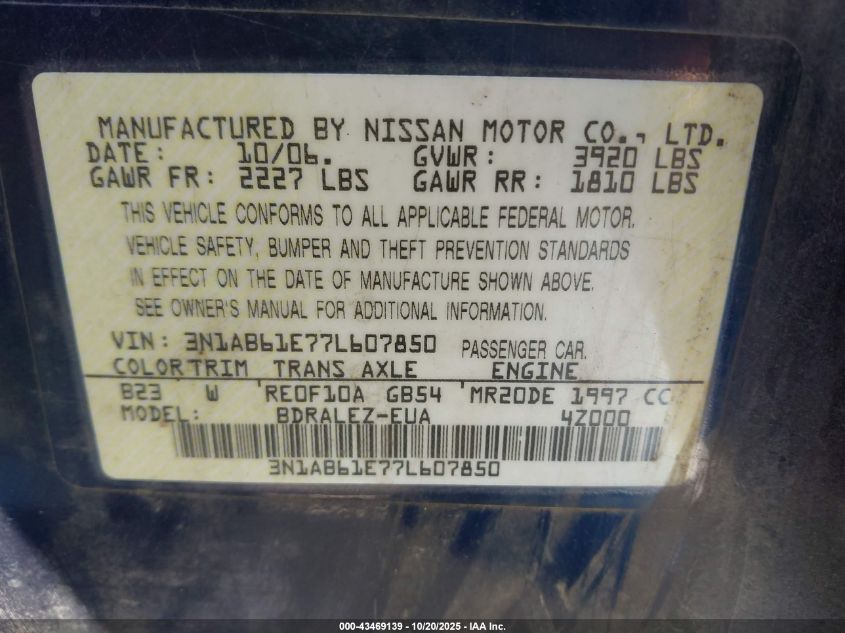 MANUFACTURED BY NISSAN MOTOR CO., LTD.
DATE: 10/06. GVWR: 3920 LBS
GAWR FR: 2227 LBS GAWR RR: 1810 LBS
THIS VEHICLE CONFORMS TO ALL APPLICABLE FEDERAL MOTOR.
VEHICLE SAFETY, BUMPER AND THEFT PREVENTION STANDARDS
IN EFFECT ON THE DATE OF MANUFACTURE SHOWN ABOVE.
SEE OWNER'S MANUAL FOR ADDITIONAL INFORMATION.
VIN: 3N1AB61E77L607850 PASSENGER CAR.
COLOR TRIM TRANS AXLE ENGINE
B23 W RE0F10A GB54 MR20DE 1997 CC
MODEL: BDRALEZ-EUA 4Z000
3N1AB61E77L607850
000-43469139 - 10/20/2025 - IAA Inc.